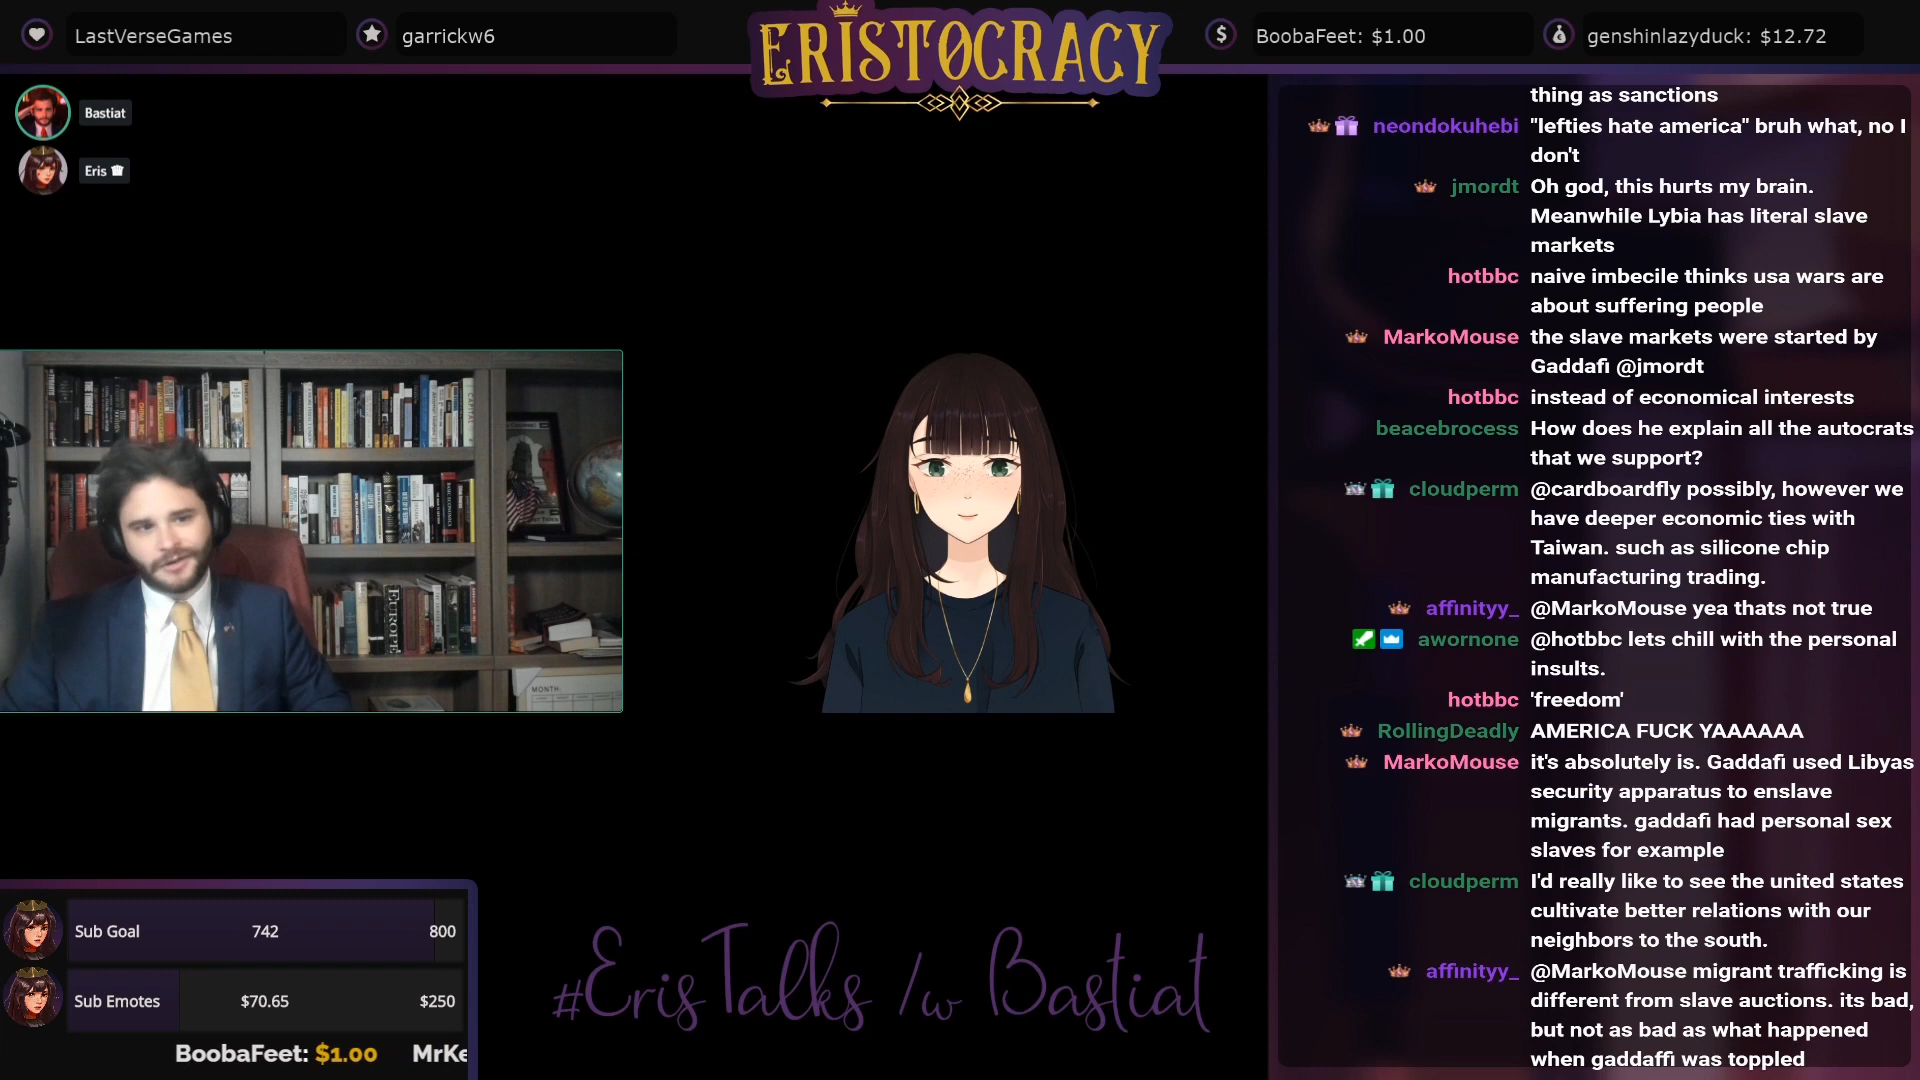 LastVerseGames
garrickw6
ERISTOCRACY
BoobaFeet: $1.00
genshinlazyduck: $12.72
Bastiat
Eris
MONTH:
EUROPE
Sub Goal 742 800
Sub Emotes $70.65 $250
BoobaFeet: $1.00 MrKe
#ErisTalks /w Bastiat
thing as sanctions
neondokuhebi "lefties hate america" bruh what, no I
don't
jmordt Oh god, this hurts my brain.
Meanwhile Lybia has literal slave
markets
hotbbc naive imbecile thinks usa wars are
about suffering people
MarkoMouse the slave markets were started by
Gaddafi @jmordt
hotbbc instead of economical interests
beacebrocess How does he explain all the autocrats
that we support?
cloudperm @cardboardfly possibly, however we
have deeper economic ties with
Taiwan. such as silicone chip
manufacturing trading.
affinityy_ @MarkoMouse yea thats not true
awornone @hotbbc lets chill with the personal
insults.
hotbbc 'freedom'
RollingDeadly AMERICA FUCK YAAAAAA
MarkoMouse it's absolutely is. Gaddafi used Libyas
security apparatus to enslave
migrants. gaddafi had personal sex
slaves for example
cloudperm I'd really like to see the united states
cultivate better relations with our
neighbors to the south.
affinityy_ @MarkoMouse migrant trafficking is
different from slave auctions. its bad,
but not as bad as what happened
when gaddaffi was toppled